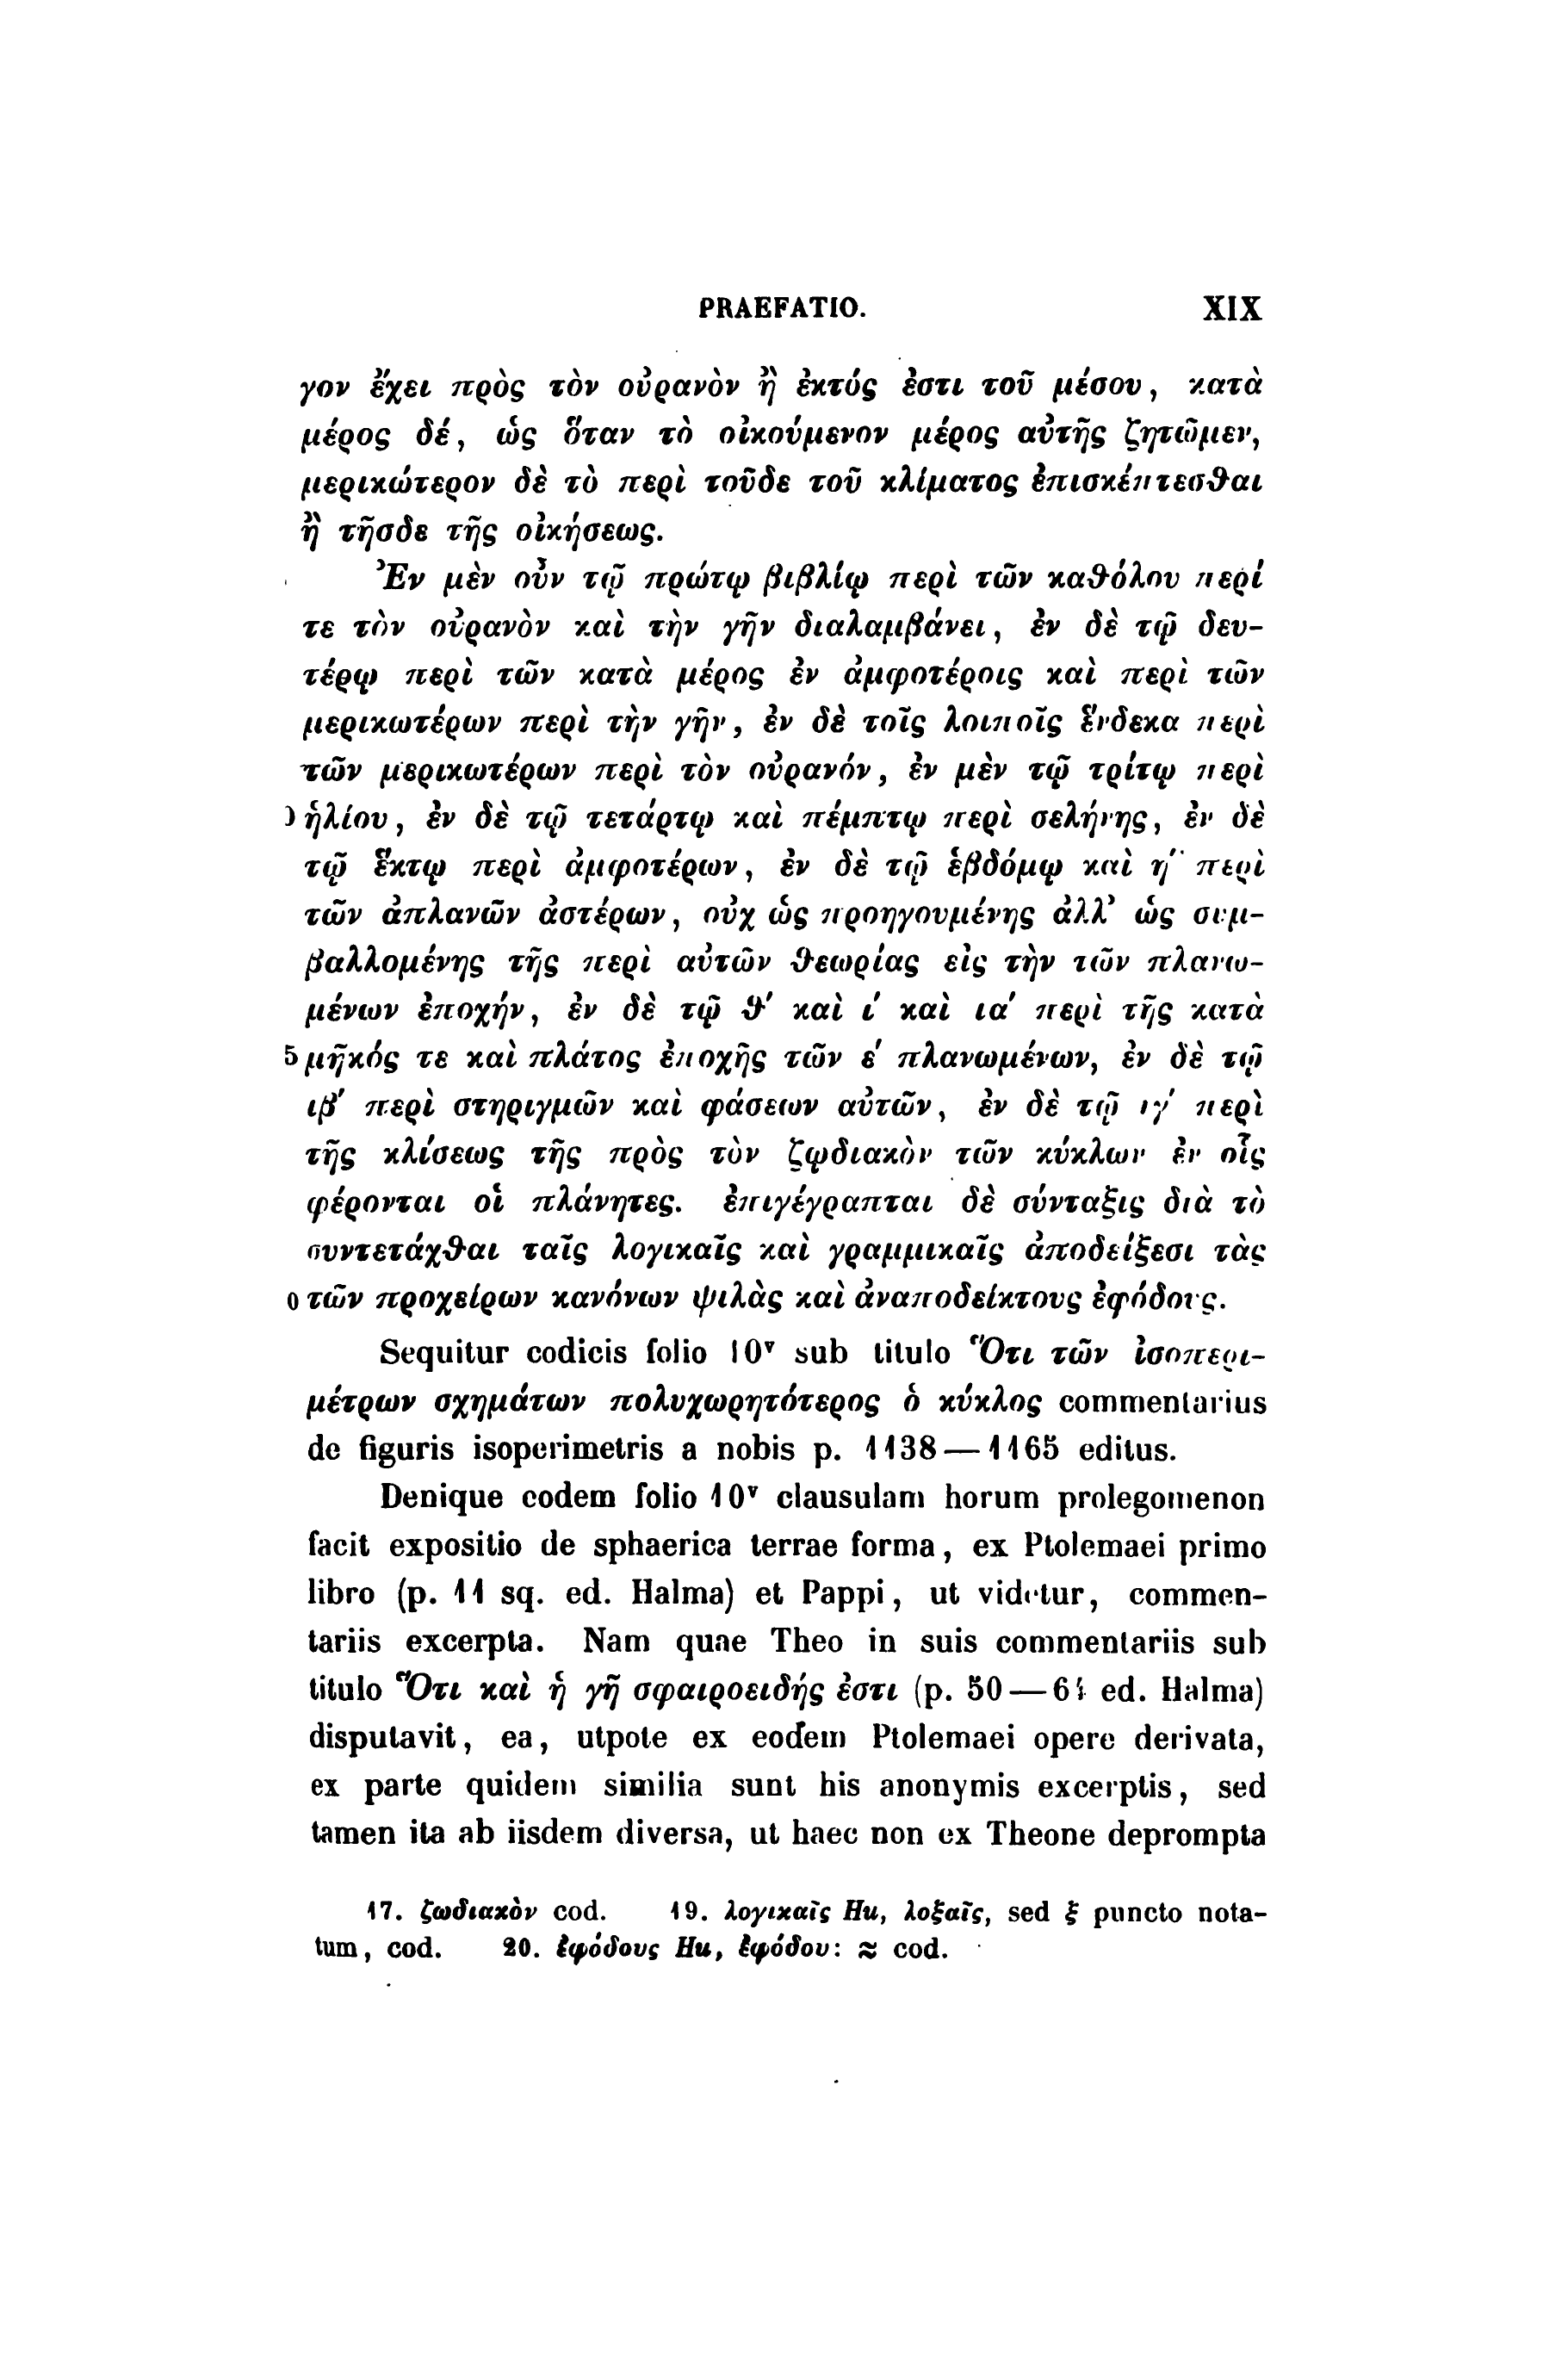 PRAEFATIO. XIX
γον ἔχει πρὸς τὸν οὐρανὸν ἢ ἐκτός ἐστι τοῦ μέσου, κατὰ
μέρος δέ, ὡς ὅταν τὸ οἰκούμενον μέρος αὐτῆς ζητῶμεν,
μερικώτερον δὲ τὸ περὶ τοῦδε τοῦ κλίματος ἐπισκέπτεσθαι
ἢ τῆσδε τῆς οἰκήσεως.
Ἐν μὲν οὖν τῷ πρώτῳ βιβλίῳ περὶ τῶν καθόλου περί
τε τὸν οὐρανὸν καὶ τὴν γῆν διαλαμβάνει, ἐν δὲ τῷ δευ-
τέρῳ περὶ τῶν κατὰ μέρος ἐν ἀμφοτέροις καὶ περὶ τῶν
μερικωτέρων περὶ τὴν γῆν, ἐν δὲ τοῖς λοιποῖς ἕνδεκα περὶ
τῶν μερικωτέρων περὶ τὸν οὐρανόν, ἐν μὲν τῷ τρίτῳ περὶ
ἡλίου, ἐν δὲ τῷ τετάρτῳ καὶ πέμπτῳ περὶ σελήνης, ἐν δὲ
τῷ ἕκτῳ περὶ ἀμφοτέρων, ἐν δὲ τῷ ἑβδόμῳ καὶ η′ περὶ
τῶν ἀπλανῶν ἀστέρων, οὐχ ὡς προηγουμένης ἀλλ᾽ ὡς συμ-
βαλλομένης τῆς περὶ αὐτῶν θεωρίας εἰς τὴν τῶν πλανω-
μένων ἐποχήν, ἐν δὲ τῷ θ′ καὶ ι′ καὶ ια′ περὶ τῆς κατὰ
5 μῆκός τε καὶ πλάτος ἐποχῆς τῶν ε′ πλανωμένων, ἐν δὲ τῷ
ιβ′ περὶ στηριγμῶν καὶ φάσεων αὐτῶν, ἐν δὲ τῷ ιγ′ περὶ
τῆς κλίσεως τῆς πρὸς τὸν ζῳδιακὸν τῶν κύκλων ἐν οἷς
φέρονται οἱ πλάνητες. ἐπιγέγραπται δὲ σύνταξις διὰ τὸ
συντετάχθαι ταῖς λογικαῖς καὶ γραμμικαῖς ἀποδείξεσι τὰς
0 τῶν προχείρων κανόνων ψιλὰς καὶ ἀναποδείκτους ἐφόδους.
Sequitur codicis folio 10ᵛ sub titulo Ὅτι τῶν ἰσοπερι-
μέτρων σχημάτων πολυχωρητότερος ὁ κύκλος commentarius
de figuris isoperimetris a nobis p. 1138—1165 editus.
Denique eodem folio 10ᵛ clausulam horum prolegomenon
facit expositio de sphaerica terrae forma, ex Ptolemaei primo
libro (p. 11 sq. ed. Halma) et Pappi, ut videtur, commen-
tariis excerpta. Nam quae Theo in suis commentariis sub
titulo Ὅτι καὶ ἡ γῆ σφαιροειδής ἐστι (p. 50—64 ed. Halma)
disputavit, ea, utpote ex eodem Ptolemaei opere derivata,
ex parte quidem similia sunt his anonymis excerptis, sed
tamen ita ab iisdem diversa, ut haec non ex Theone deprompta
17. ζωδιακὸν cod. 19. λογικαῖς Hu, λοξαῖς, sed ξ puncto nota-
tum, cod. 20. ἐφόδους Hu, ἐφόδου: ≈ cod.